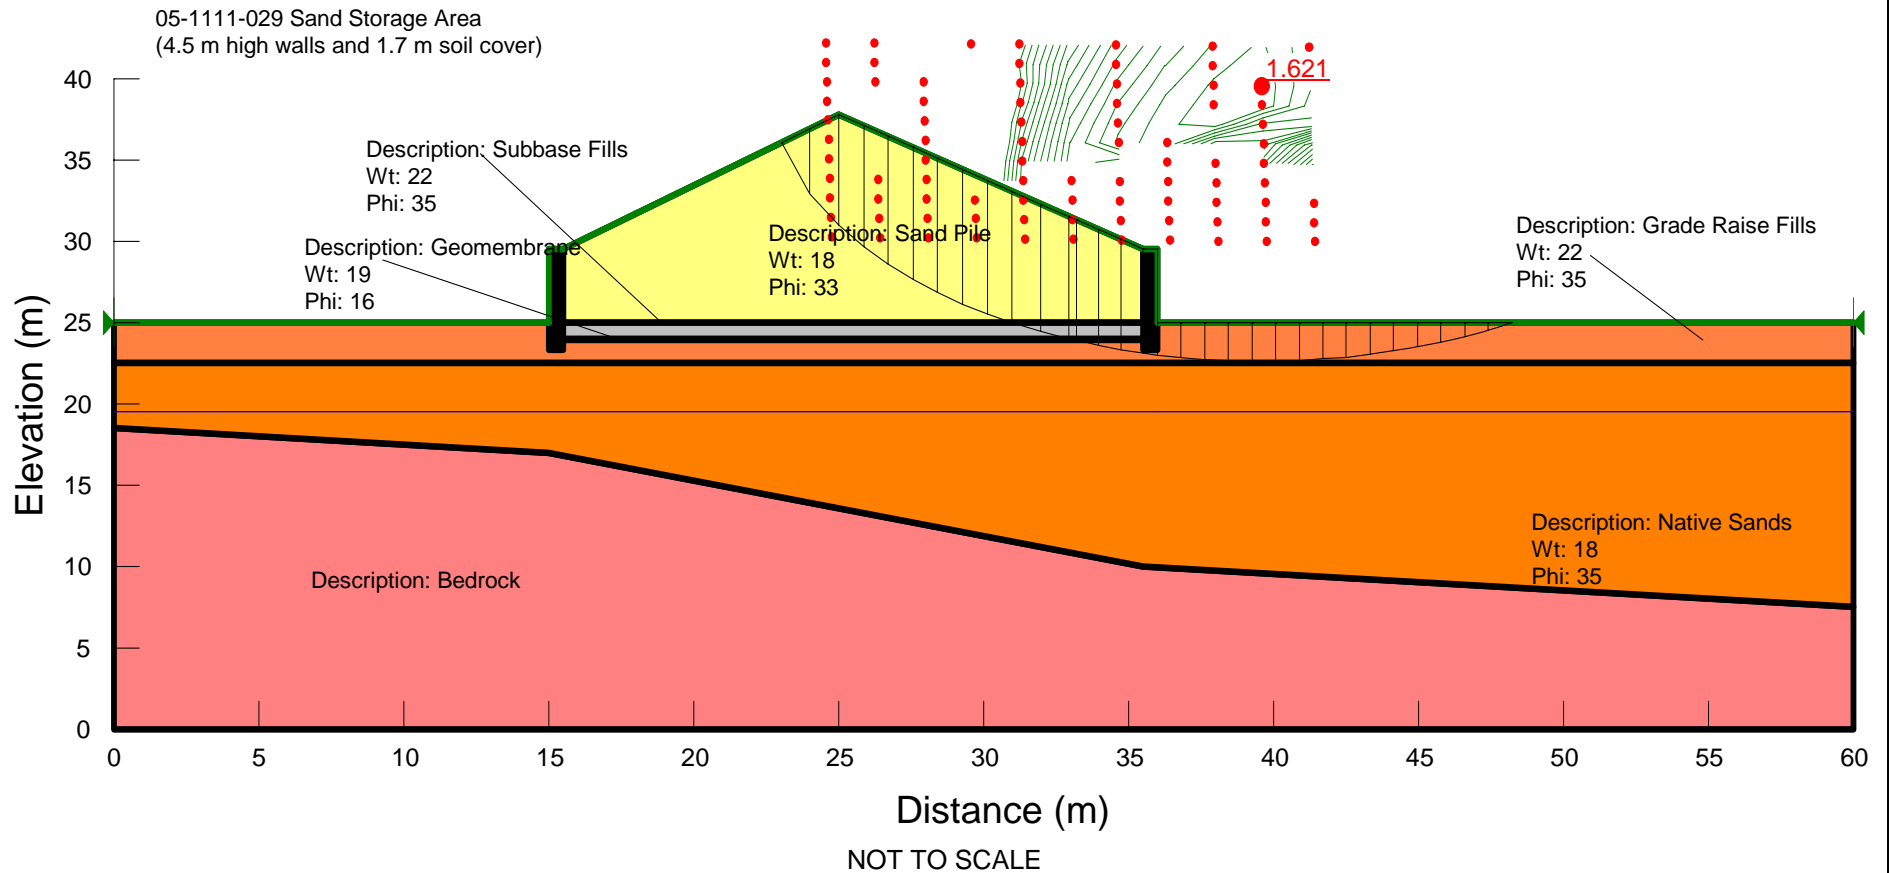 05-1111-029 Sand Storage Area
(4.5 m high walls and 1.7 m soil cover)
1.621
Description: Subbase Fills
Wt: 22
Phi: 35
Description: Geomembrane
Wt: 19
Phi: 16
Description: Sand Pile
Wt: 18
Phi: 33
Description: Grade Raise Fills
Wt: 22
Phi: 35
Description: Native Sands
Wt: 18
Phi: 35
Description: Bedrock
Elevation (m)
40
35
30
25
20
15
10
5
0
0 5 10 15 20 25 30 35 40 45 50 55 60
Distance (m)
NOT TO SCALE